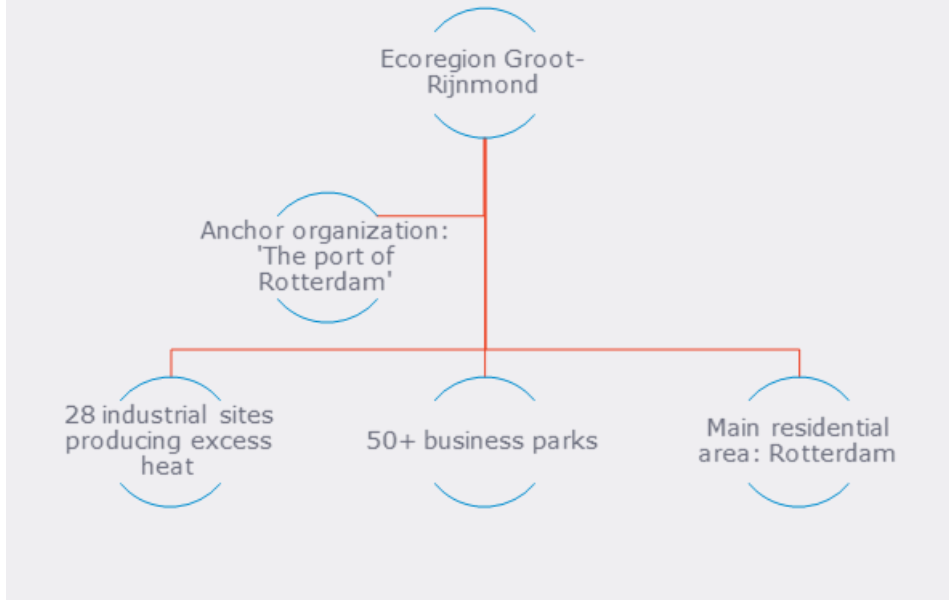 Ecoregion Groot-
Rijnmond
Anchor organization:
'The port of
Rotterdam'
28 industrial sites
producing excess
heat
50+ business parks
Main residential
area: Rotterdam